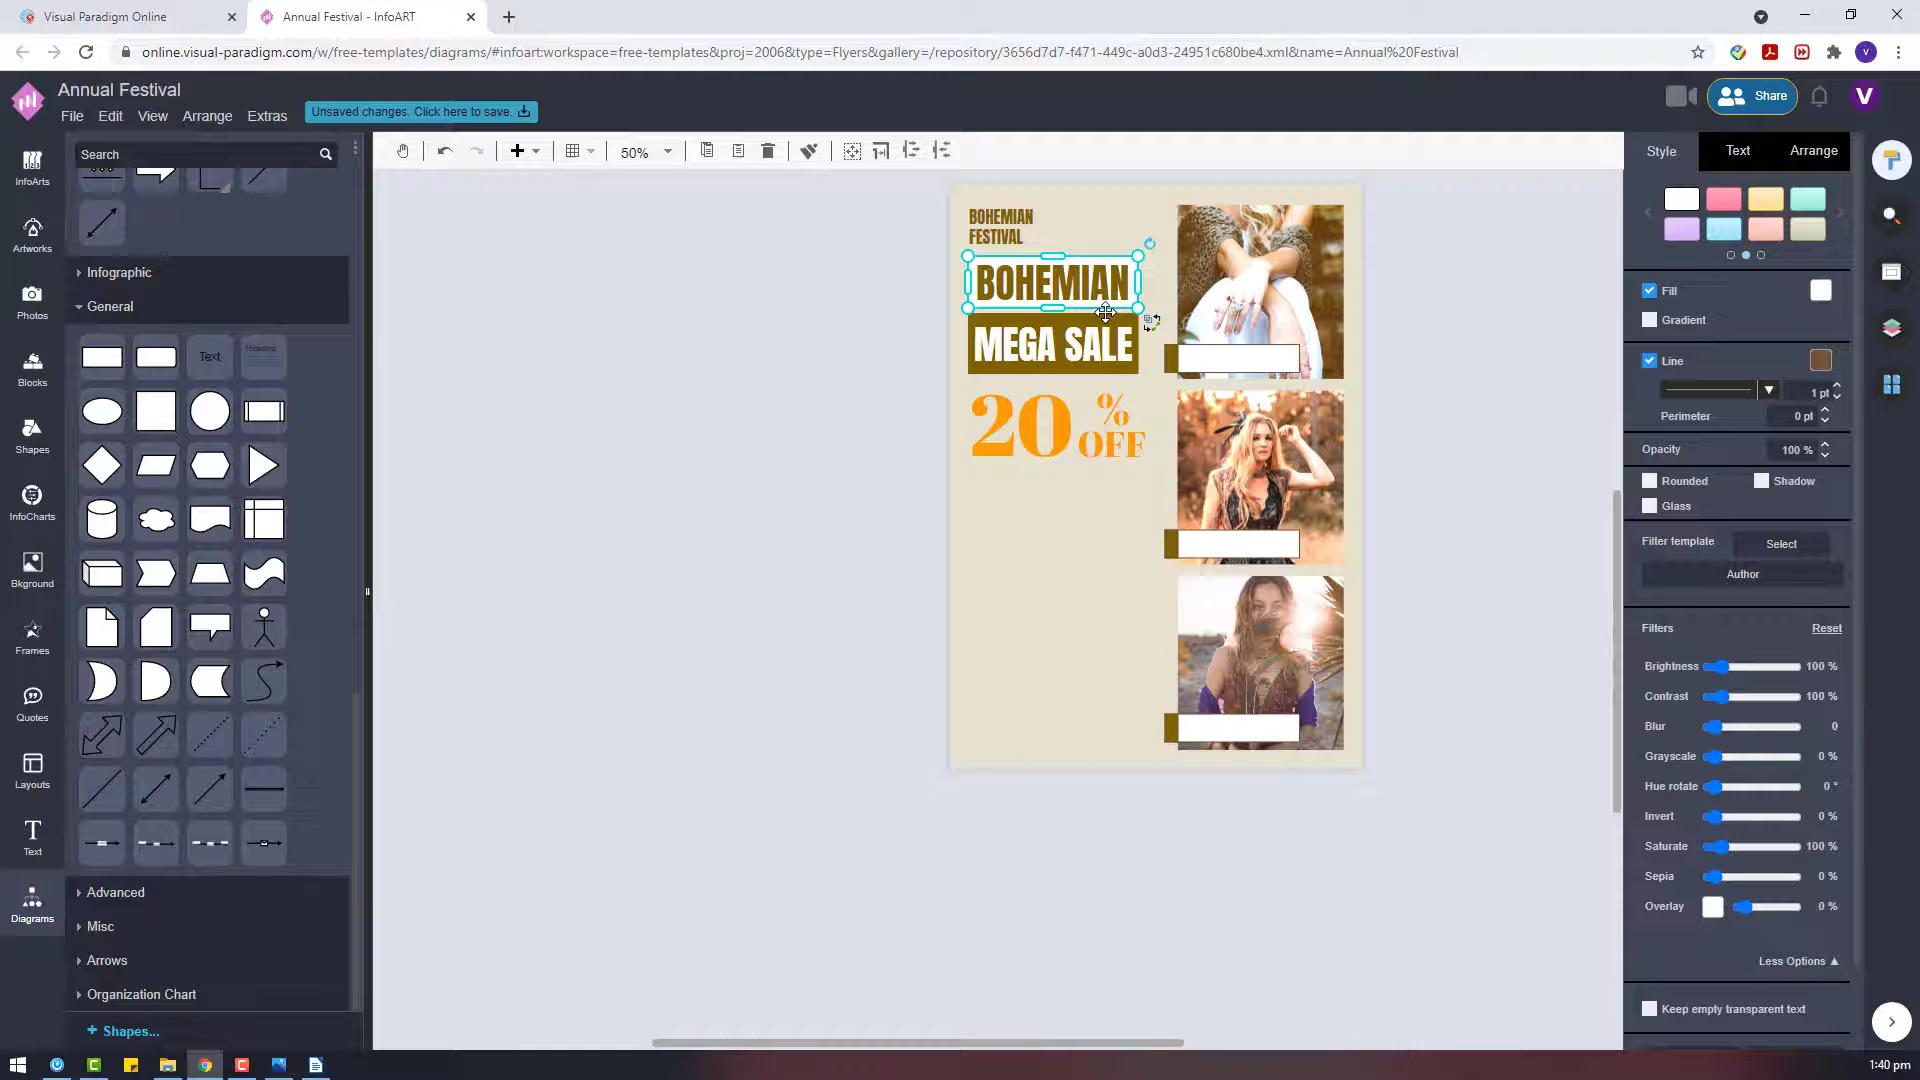 Visual Paradigm Online
Annual Festival - InfoART
online.visual-paradigm.com/w/free-templates/diagrams/#infoart:workspace=free-templates&proj=2006&type=Flyers&gallery=/repository/3656d7d7-f471-449c-a0d3-24951c680be4.xml&name=Annual%20Festival
V
Annual Festival
File Edit View Arrange Extras
Unsaved changes. Click here to save.
Share
V
InfoArts
Artworks
Photos
Blocks
Shapes
InfoCharts
Bkground
Frames
Quotes
Layouts
T
Text
Diagrams
Search
Infographic
General
Text
Heading
Advanced
Misc
Arrows
Organization Chart
+ Shapes...
50%
BOHEMIAN
FESTIVAL
BOHEMIAN
MEGA SALE
20 % OFF
Style Text Arrange
Fill
Gradient
Line
1 pt
Perimeter 0 pt
Opacity 100 %
Rounded Shadow
Glass
Filter template Select
Author
Filters Reset
Brightness 100 %
Contrast 100 %
Blur 0
Grayscale 0 %
Hue rotate 0 °
Invert 0 %
Saturate 100 %
Sepia 0 %
Overlay 0 %
Less Options
Keep empty transparent text
1:40 pm